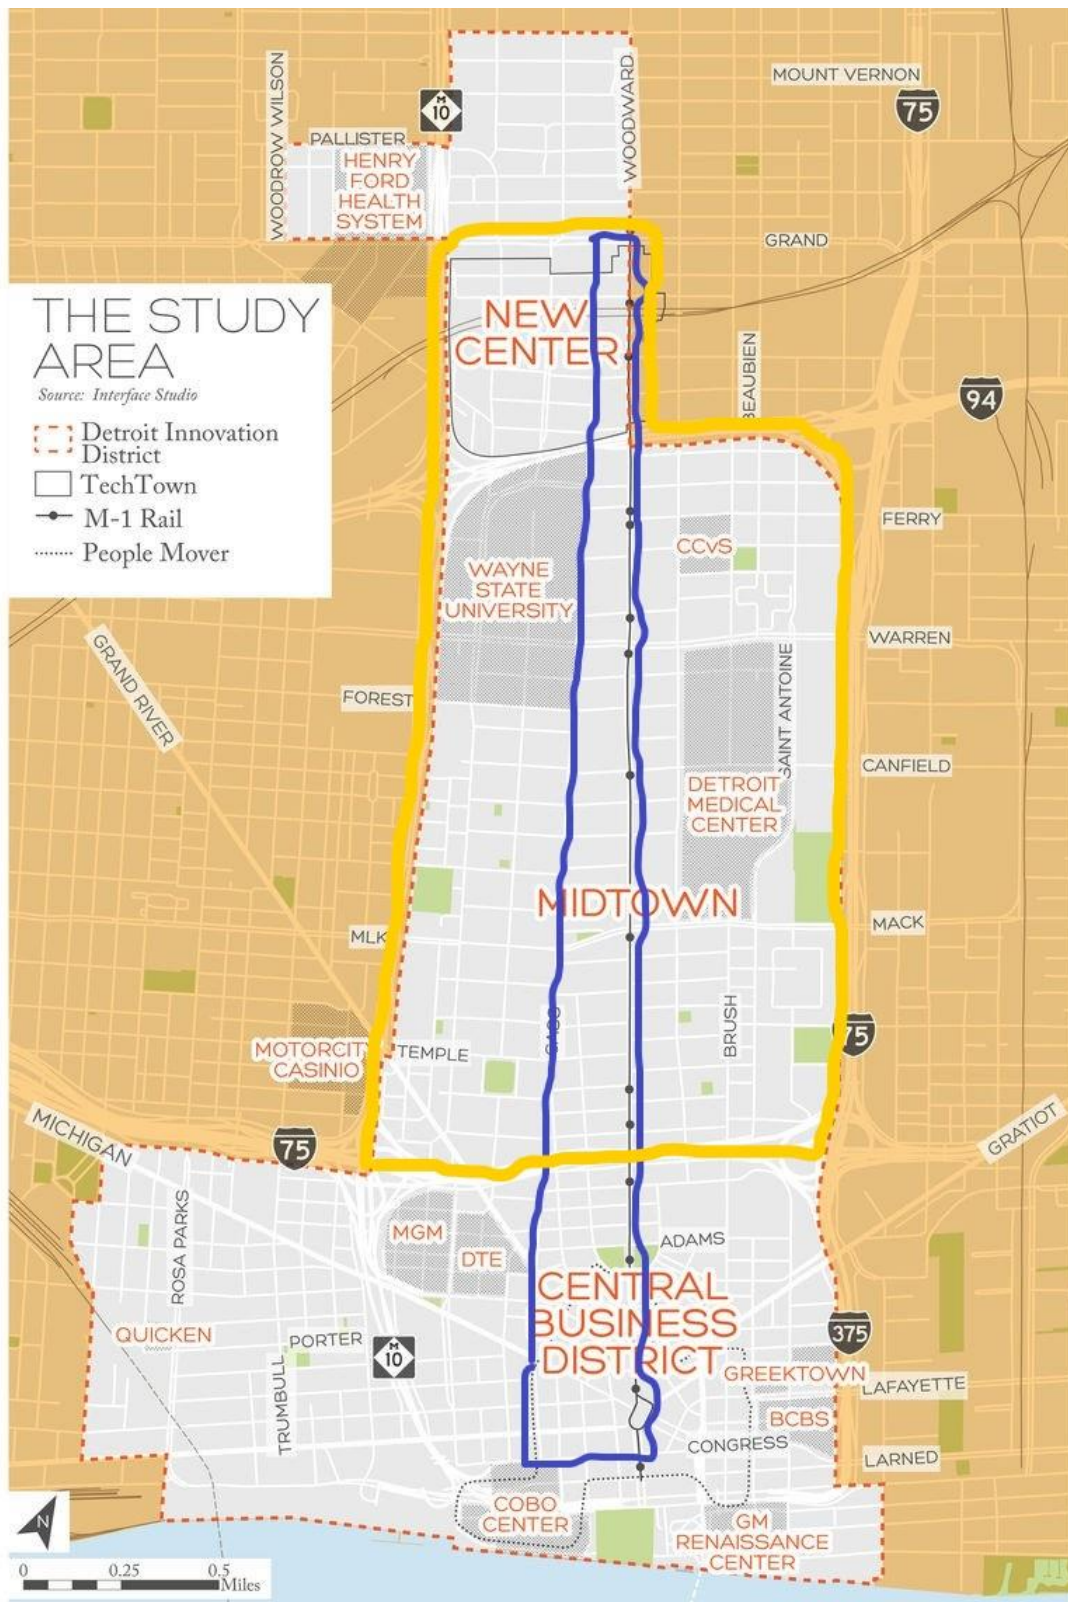 MOUNT VERNON
WOODROW WILSON
WOODWARD
M
10
75
PALLISTER
HENRY
FORD
HEALTH
SYSTEM
GRAND
THE STUDY
AREA
Source: Interface Studio
Detroit Innovation
District
TechTown
M-1 Rail
People Mover
NEW
CENTER
BEAUBIEN
94
FERRY
CCvS
WAYNE
STATE
UNIVERSITY
WARREN
GRAND RIVER
FOREST
SAINT ANTOINE
CANFIELD
DETROIT
MEDICAL
CENTER
MIDTOWN
MLK
MACK
CASS
BRUSH
75
MOTORCITY
CASINIO
TEMPLE
MICHIGAN
75
GRATIOT
ROSA PARKS
MGM
DTE
ADAMS
CENTRAL
BUSINESS
DISTRICT
QUICKEN
PORTER
M
10
375
TRUMBULL
GREEKTOWN
LAFAYETTE
BCBS
CONGRESS
LARNED
COBO
CENTER
GM
RENAISSANCE
CENTER
N
0 0.25 0.5
Miles